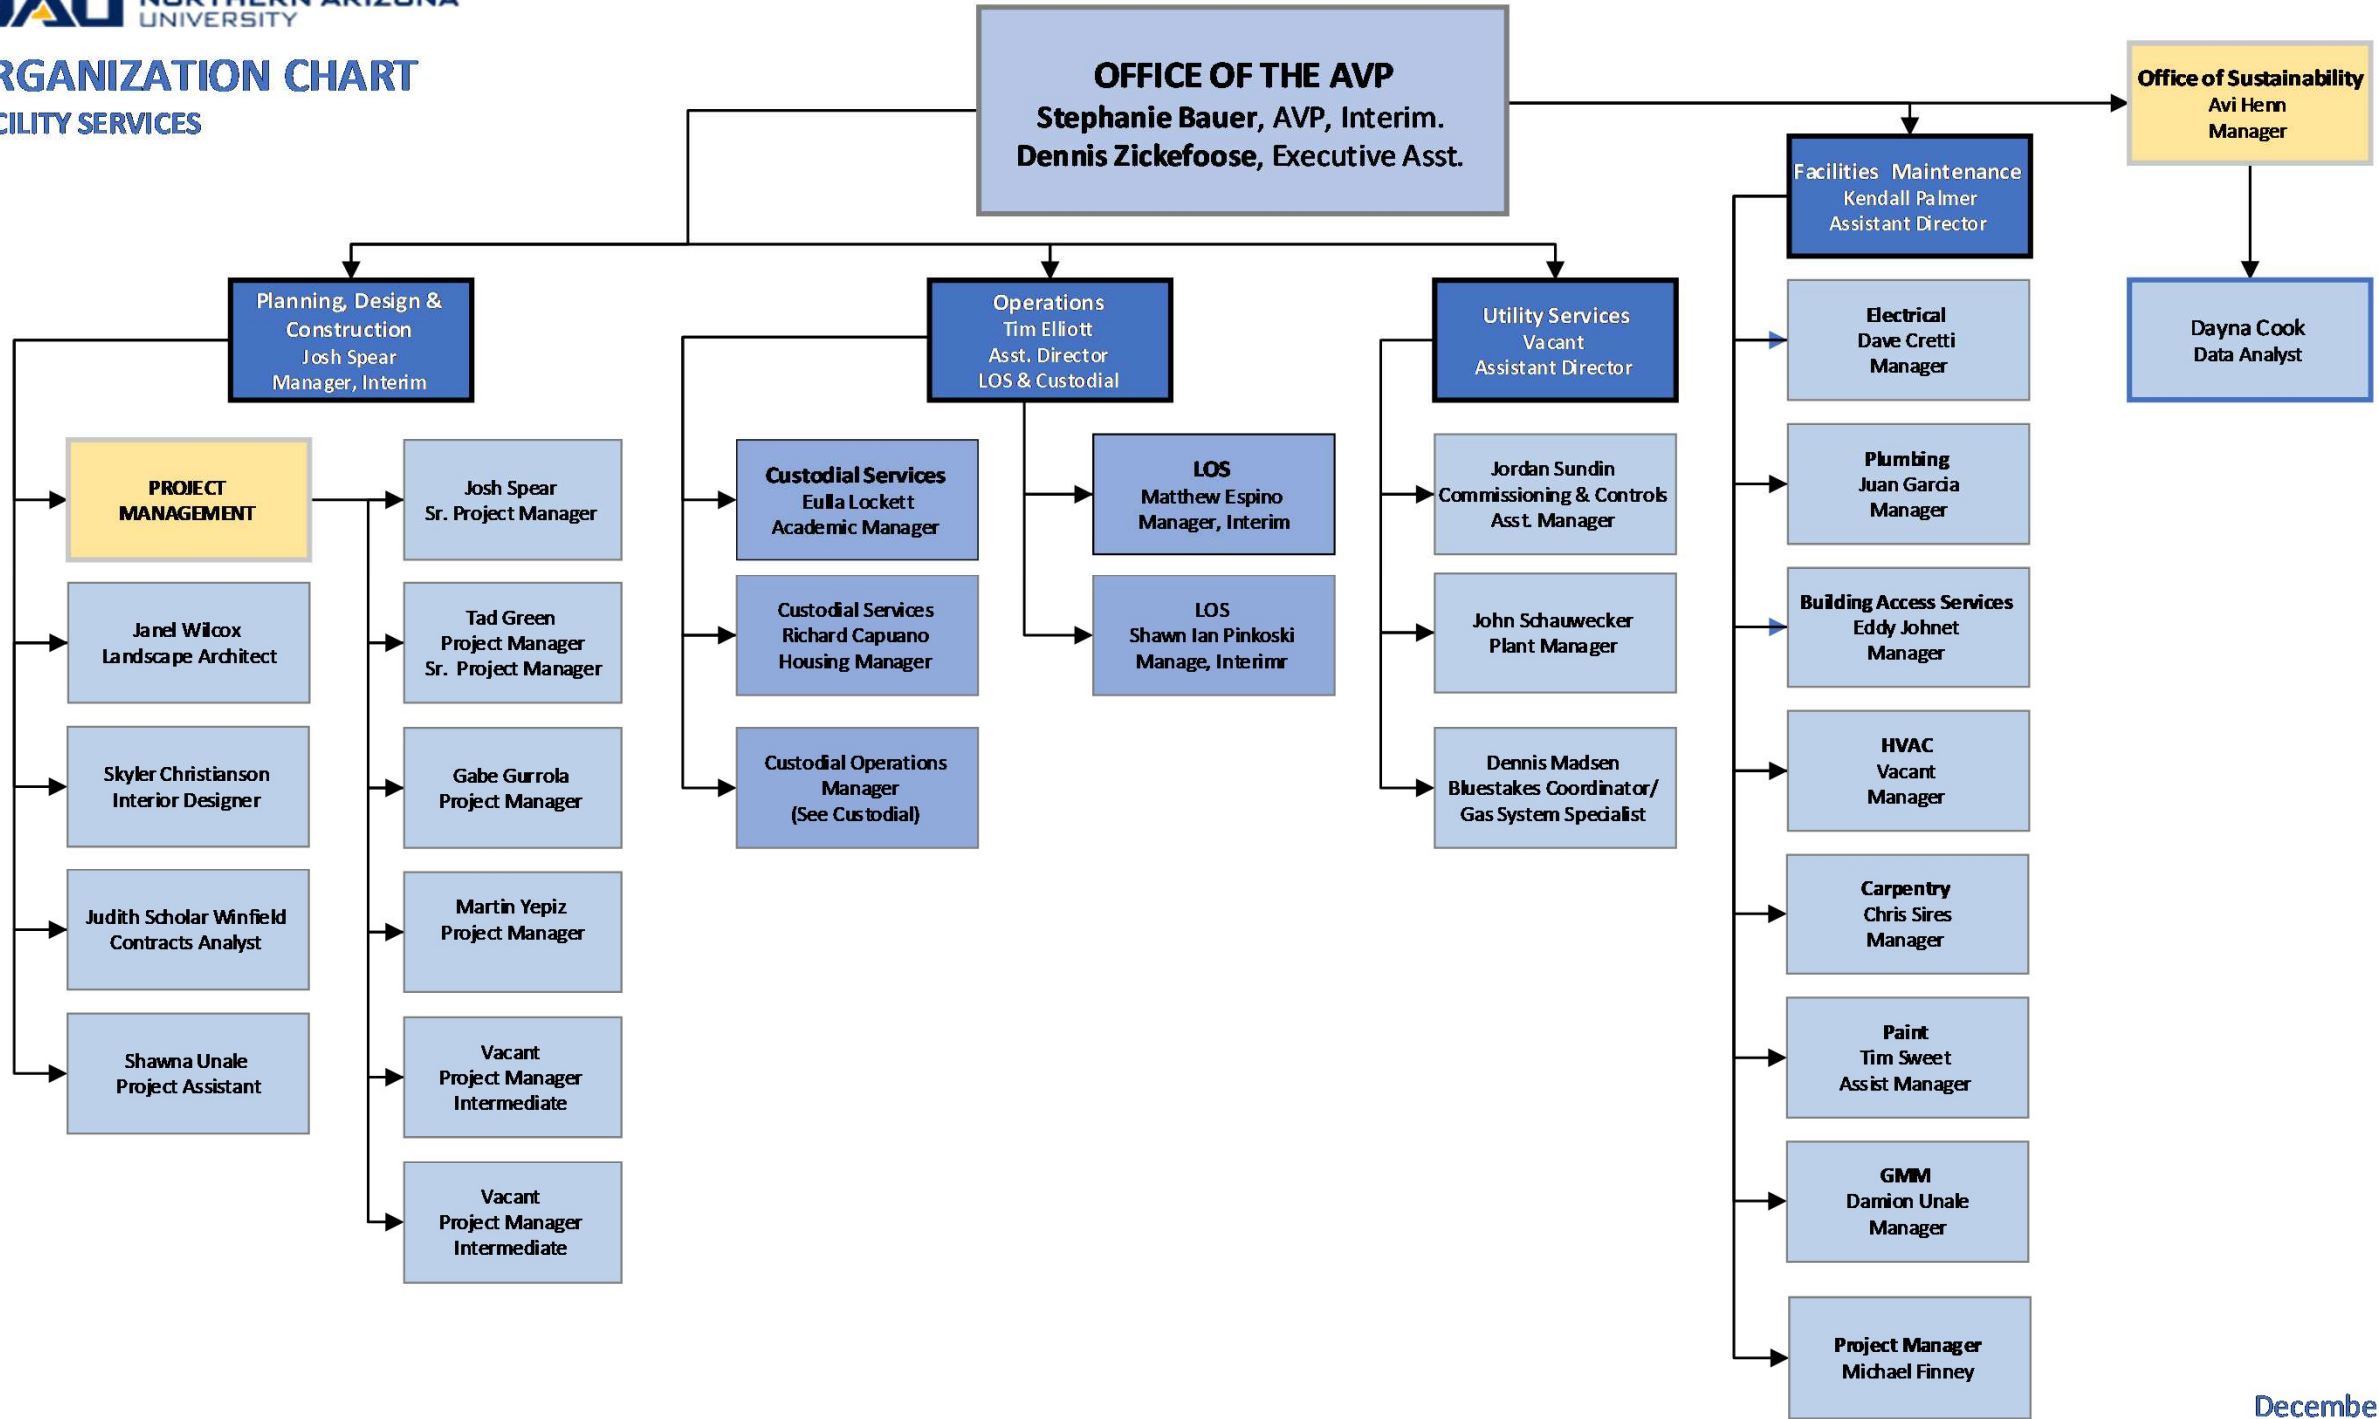 NORTHERN ARIZONA
UNIVERSITY
RGANIZATION CHART
CILITY SERVICES
OFFICE OF THE AVP
Stephanie Bauer, AVP, Interim.
Dennis Zickefoose, Executive Asst.
Office of Sustainability
Avi Henn
Manager
Facilities Maintenance
Kendall Palmer
Assistant Director
Planning, Design &
Construction
Josh Spear
Manager, Interim
Operations
Tim Elliott
Asst. Director
LOS & Custodial
Utility Services
Vacant
Assistant Director
Electrical
Dave Cretti
Manager
Dayna Cook
Data Analyst
PROJECT
MANAGEMENT
Josh Spear
Sr. Project Manager
Custodial Services
Eulla Lockett
Academic Manager
LOS
Matthew Espino
Manager, Interim
Jordan Sundin
Commissioning & Controls
Asst. Manager
Plumbing
Juan Garcia
Manager
Janel Wilcox
Landscape Architect
Tad Green
Project Manager
Sr. Project Manager
Custodial Services
Richard Capuano
Housing Manager
LOS
Shawn Ian Pinkoski
Manage, Interimr
John Schauwecker
Plant Manager
Building Access Services
Eddy Johnet
Manager
Skyler Christianson
Interior Designer
Gabe Gurrola
Project Manager
Custodial Operations
Manager
(See Custodial)
Dennis Madsen
Bluestakes Coordinator/
Gas System Specialist
HVAC
Vacant
Manager
Judith Scholar Winfield
Contracts Analyst
Martin Yepiz
Project Manager
Carpentry
Chris Sires
Manager
Shawna Unale
Project Assistant
Vacant
Project Manager
Intermediate
Paint
Tim Sweet
Assist Manager
Vacant
Project Manager
Intermediate
GMM
Damion Unale
Manager
Project Manager
Michael Finney
Decembe